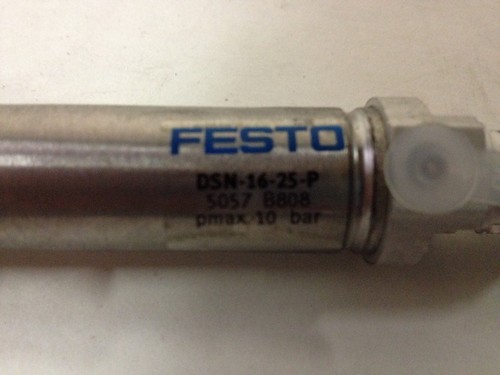 FESTO
DSN-16-25-P
5057 B808
pmax. 10 bar